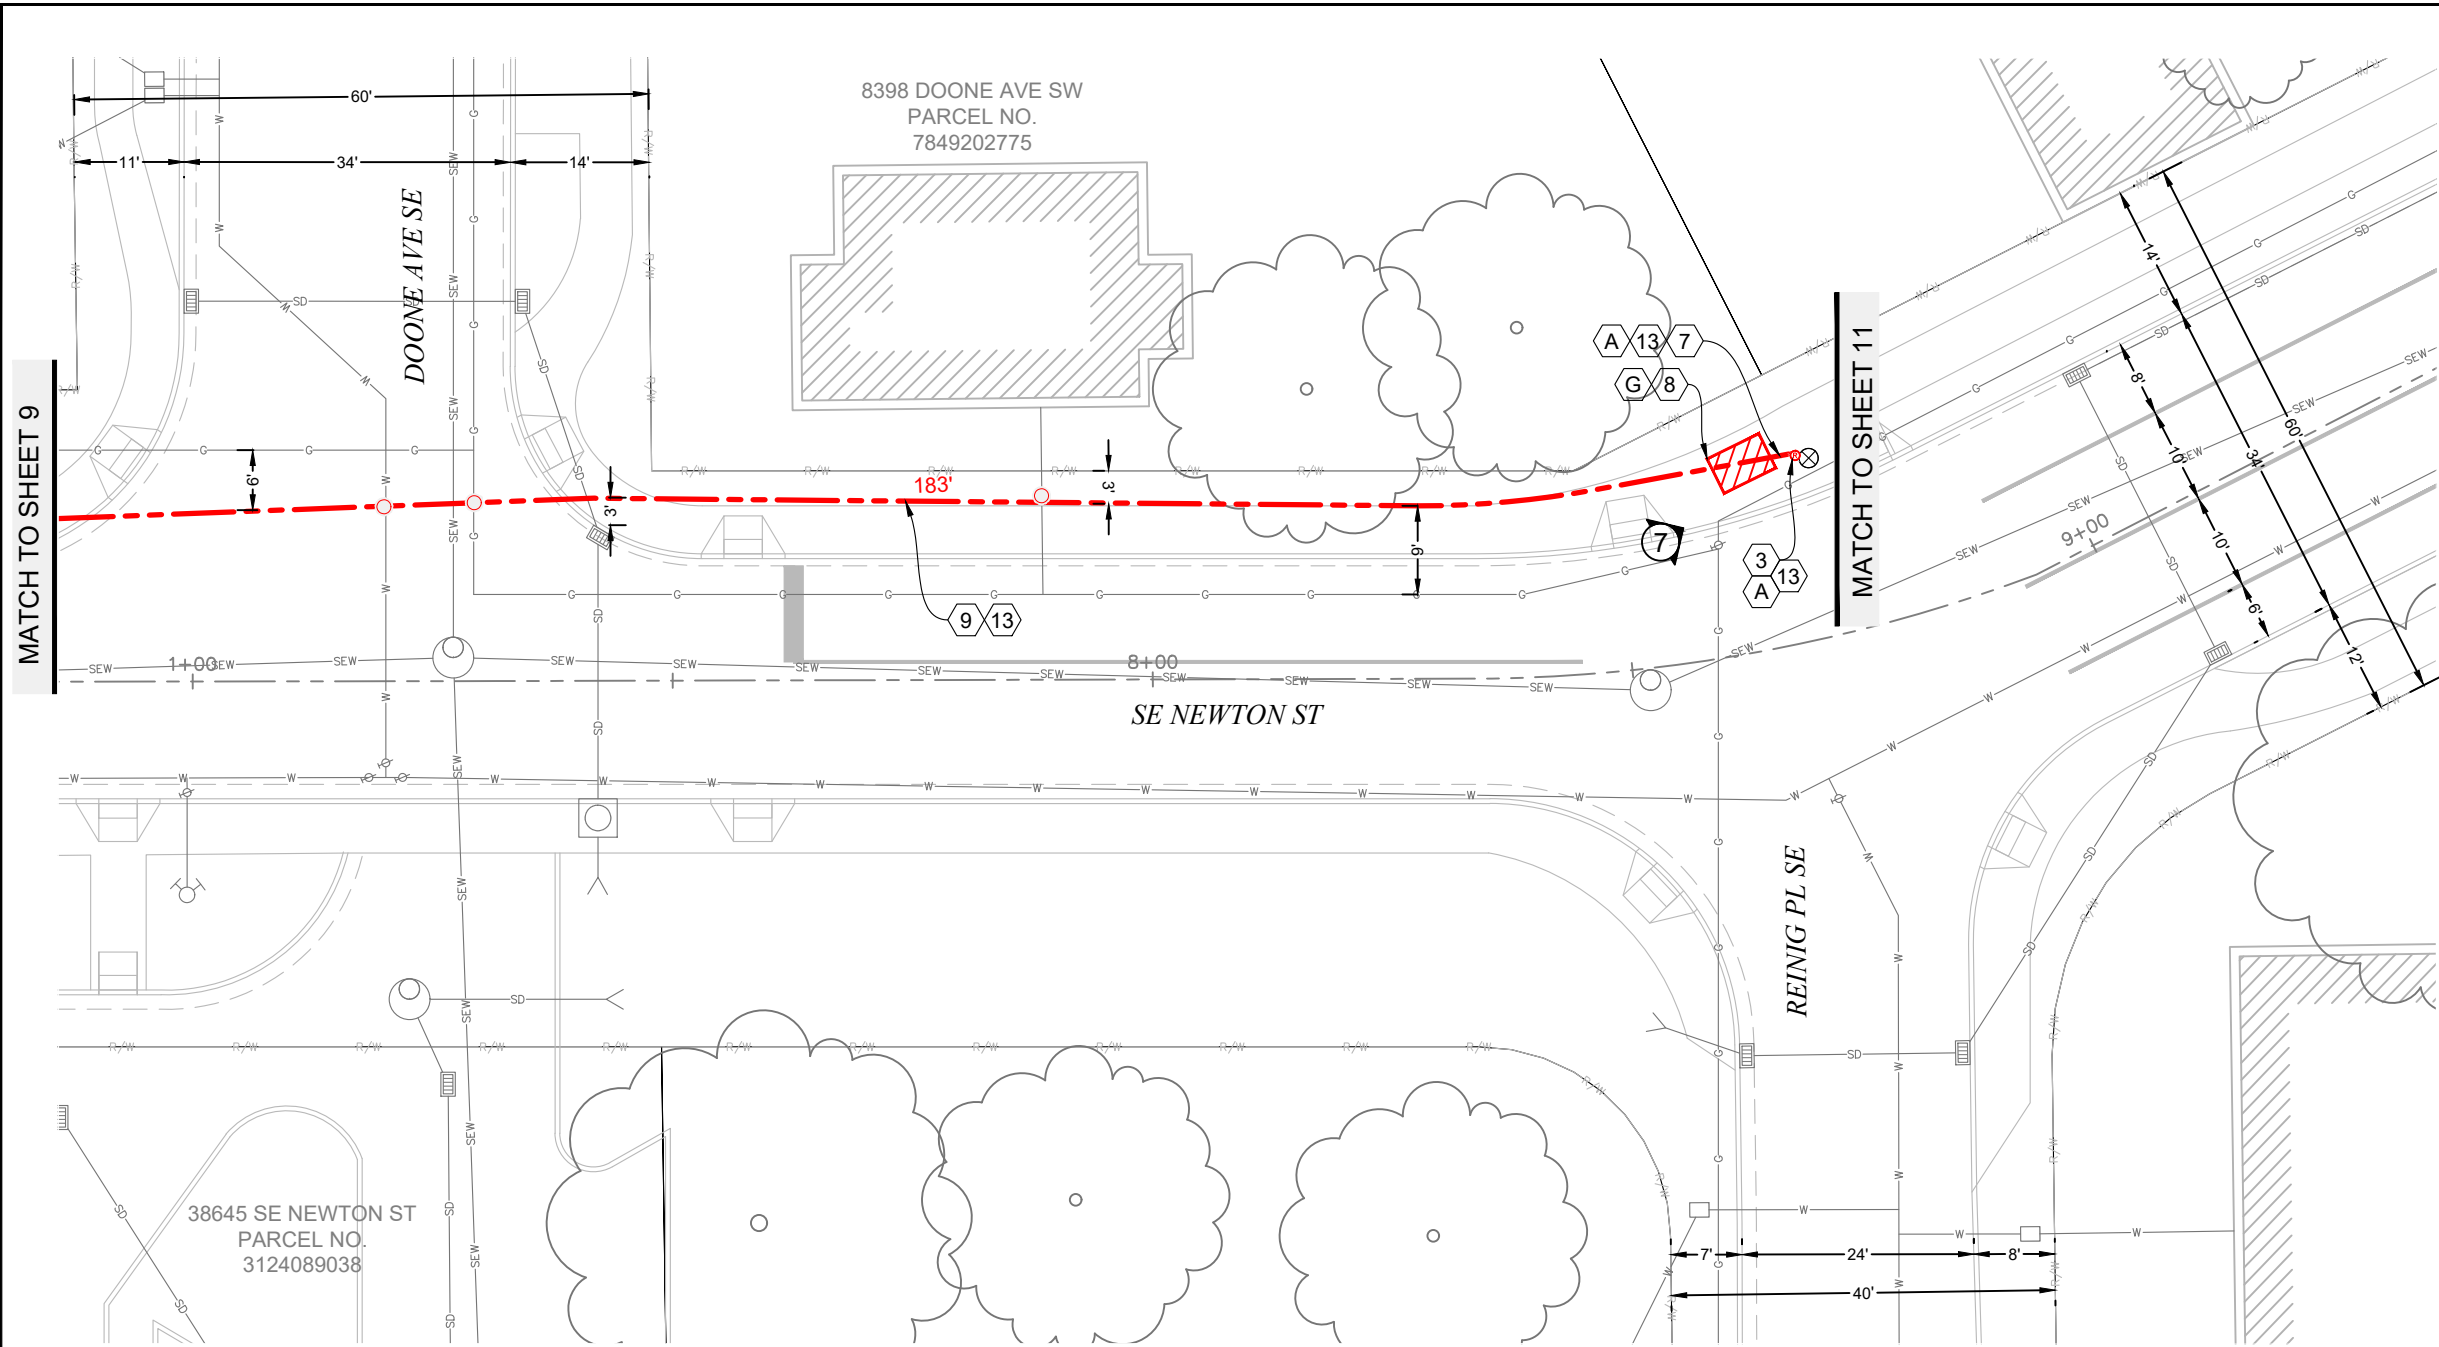 8398 DOONE AVE SW
PARCEL NO.
7849202775
60'
11'
34'
14'
DOONE AVE SE
MATCH TO SHEET 9
6'
3'
183'
3'
9'
9
13
A
13
7
G
8
7
3
13
A
MATCH TO SHEET 11
14'
8'
10'
10'
6'
34'
60'
12'
9+00
1+00
8+00
SE NEWTON ST
REINIG PL SE
38645 SE NEWTON ST
PARCEL NO.
3124089038
7'
24'
8'
40'
R/W
SEW
SD
W
G